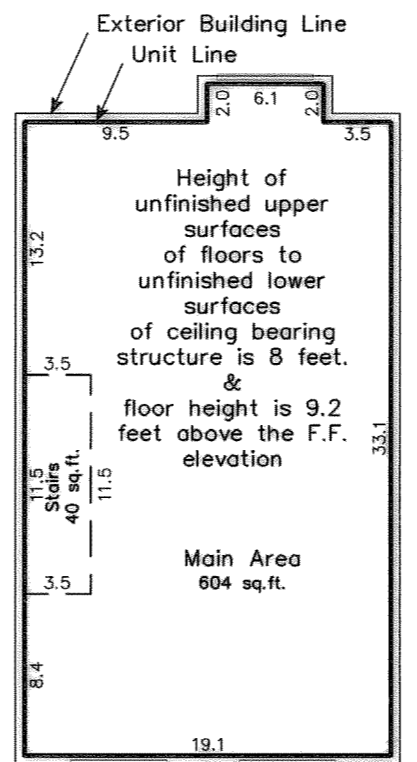 Exterior Building Line
Unit Line
9.5
2.0
6.1
2.0
3.5
Height of
unfinished upper
surfaces
of floors to
unfinished lower
surfaces
of ceiling bearing
structure is 8 feet.
&
floor height is 9.2
feet above the F.F.
elevation
13.2
3.5
11.5
Stairs
40 sq.ft.
11.5
3.5
33.1
Main Area
604 sq.ft.
8.4
19.1